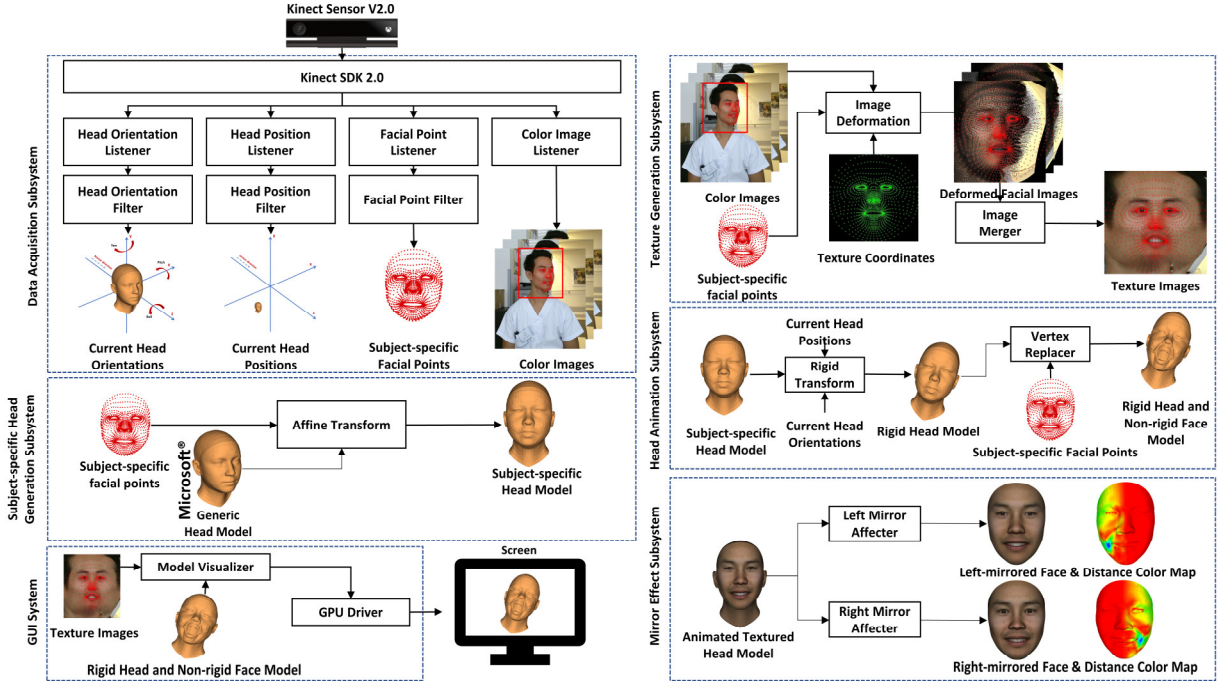 Kinect Sensor V2.0
Data Acquisition Subsystem
Kinect SDK 2.0
Head Orientation
Listener
Head Position
Listener
Facial Point
Listener
Color Image
Listener
Head Orientation
Filter
Head Position
Filter
Facial Point Filter
Current Head
Orientations
Current Head
Positions
Subject-specific
Facial Points
Color Images
Subject-specific Head
Generation Subsystem
Subject-specific
facial points
Microsoft®
Generic
Head Model
Affine Transform
Subject-specific
Head Model
GUI System
Texture Images
Model Visualizer
Rigid Head and Non-rigid Face Model
GPU Driver
Screen
Texture Generation Subsystem
Color Images
Subject-specific
facial points
Image
Deformation
Texture Coordinates
Deformed Facial Images
Image
Merger
Texture Images
Head Animation Subsystem
Subject-specific
Head Model
Current Head
Positions
Rigid
Transform
Current Head
Orientations
Rigid Head Model
Vertex
Replacer
Subject-specific Facial Points
Rigid Head and
Non-rigid Face
Model
Mirror Effect Subsystem
Animated Textured
Head Model
Left Mirror
Affecter
Left-mirrored Face & Distance Color Map
Right Mirror
Affecter
Right-mirrored Face & Distance Color Map